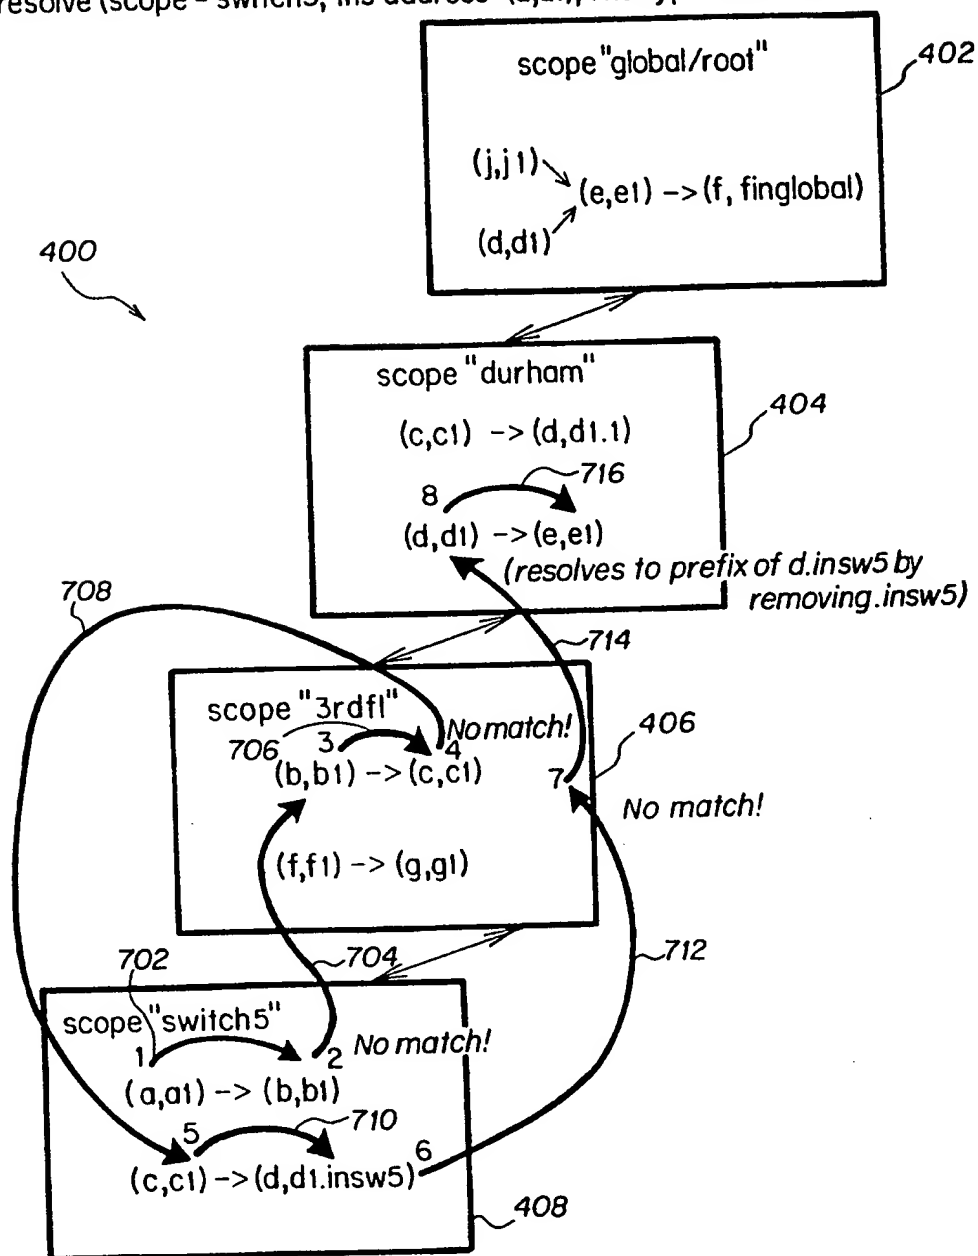 resolve (scope =
scope "global/root"
402
(j,j1)
(e,e1) -> (f, finglobal)
(d,d1)
400
scope "durham"
404
(c,c1) -> (d,d1.1)
716
8
(d,d1) -> (e,e1)
(resolves to prefix of d.insw5 by
removing.insw5)
708
714
scope "3rdfl"
No match!
406
706 3 4
(b,b1) -> (c,c1)
7
No match!
(f,f1) -> (g,g1)
702
704
712
scope "switch5"
1 2 No match!
(a,a1) -> (b,b1)
710
5 6
(c,c1) -> (d,d1.insw5)
408